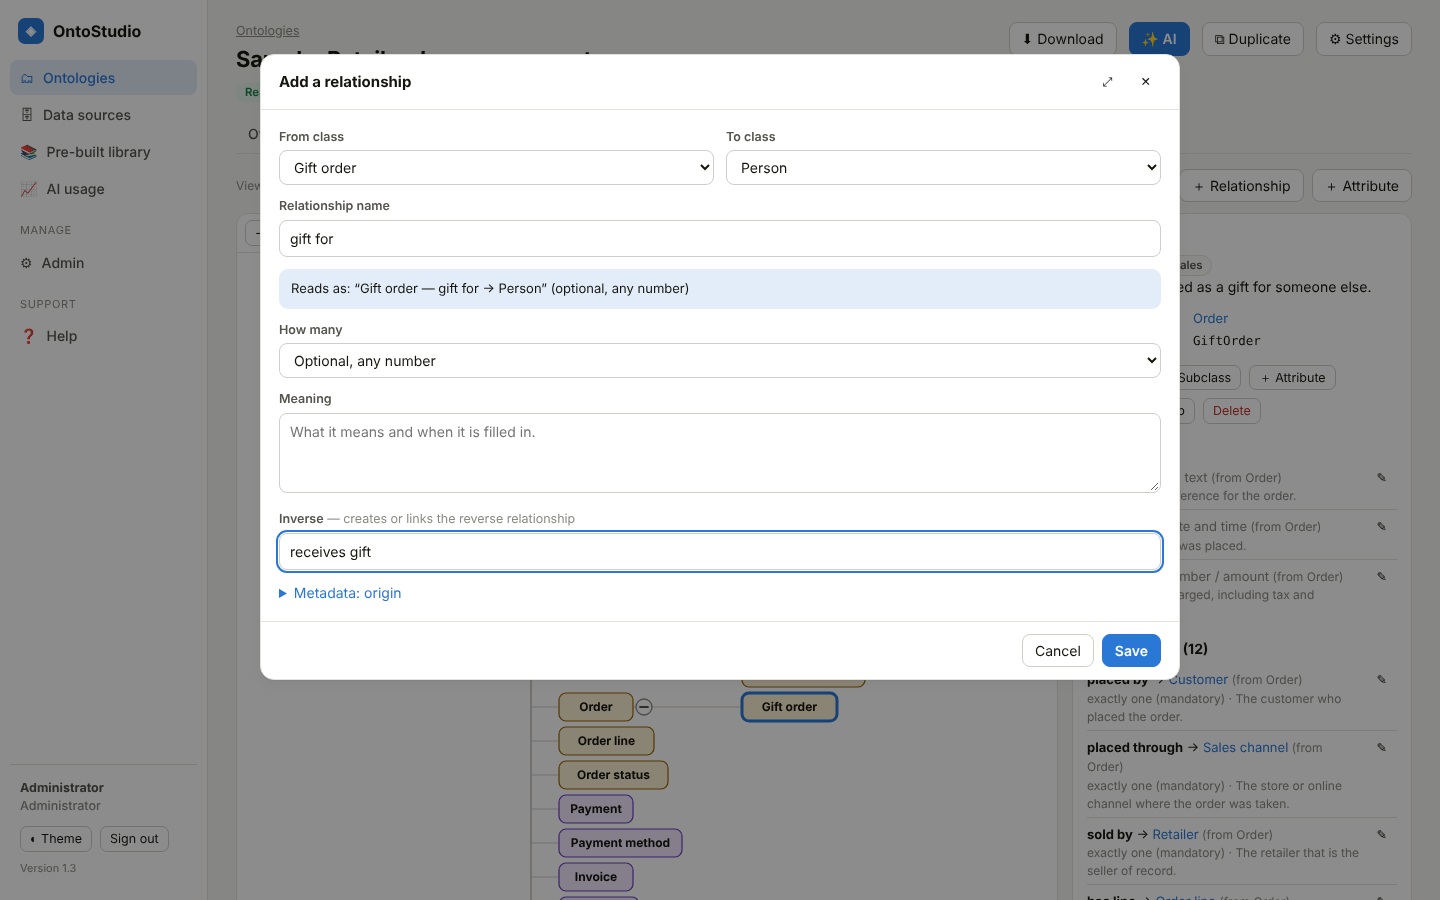 OntoStudio
Ontologies
Data sources
Pre-built library
AI usage
MANAGE
Admin
SUPPORT
Help
Administrator
Administrator
Theme
Sign out
Version 1.3
Ontologies
Download
AI
Duplicate
Settings
Add a relationship
From class
To class
Gift order
Person
Relationship name
gift for
Reads as: “Gift order — gift for → Person” (optional, any number)
How many
Optional, any number
Meaning
What it means and when it is filled in.
Inverse — creates or links the reverse relationship
receives gift
Metadata: origin
Cancel
Save
+ Relationship
+ Attribute
as a gift for someone else.
Order
GiftOrder
Subclass
+ Attribute
Delete
text (from Order)
for the order.
and time (from Order)
was placed.
/ amount (from Order)
including tax and
(12)
placed by → Customer (from Order)
exactly one (mandatory) · The customer who
placed the order.
placed through → Sales channel (from
Order)
exactly one (mandatory) · The store or online
channel where the order was taken.
sold by → Retailer (from Order)
exactly one (mandatory) · The retailer that is the
seller of record.
Order
Gift order
Order line
Order status
Payment
Payment method
Invoice